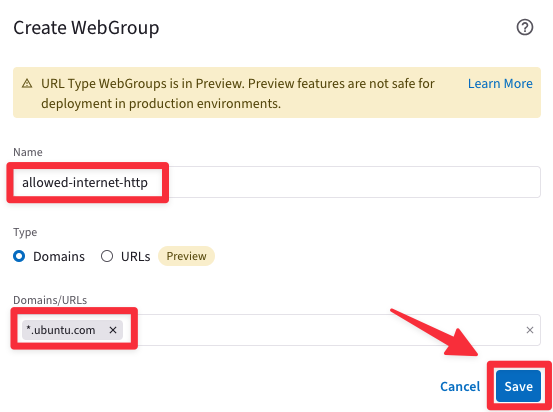 Create WebGroup
URL Type WebGroups is in Preview. Preview features are not safe for Learn More
deployment in production environments.
Name
allowed-internet-http
Type
Domains URLs Preview
Domains/URLs
*.ubuntu.com
Cancel Save